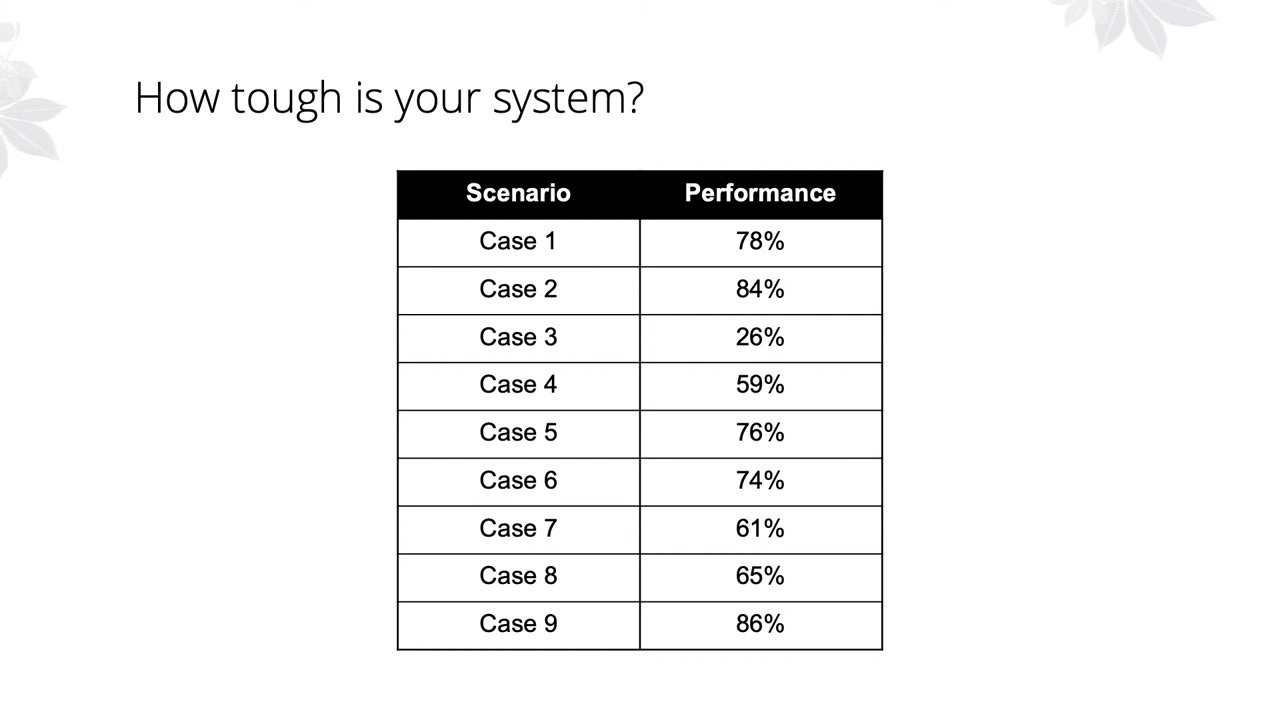 How tough is your system?
Scenario Performance
Case 1 78%
Case 2 84%
Case 3 26%
Case 4 59%
Case 5 76%
Case 6 74%
Case 7 61%
Case 8 65%
Case 9 86%